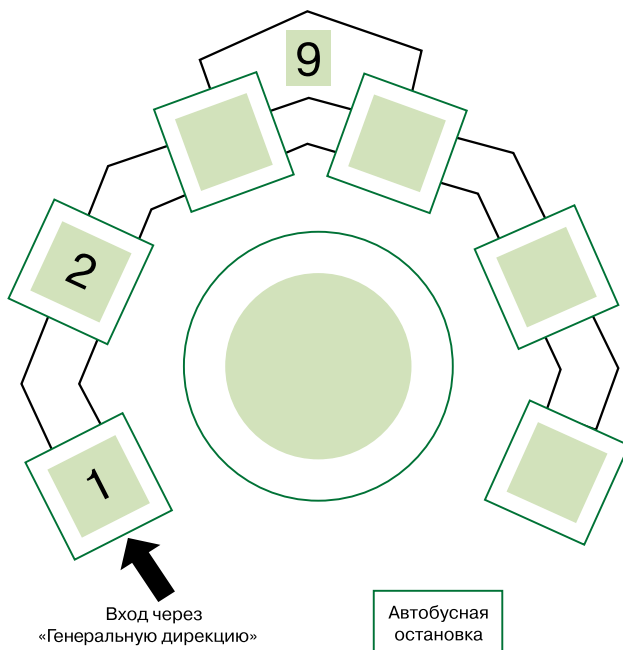 9
2
1
Вход через
«Генеральную дирекцию»
Автобусная
остановка